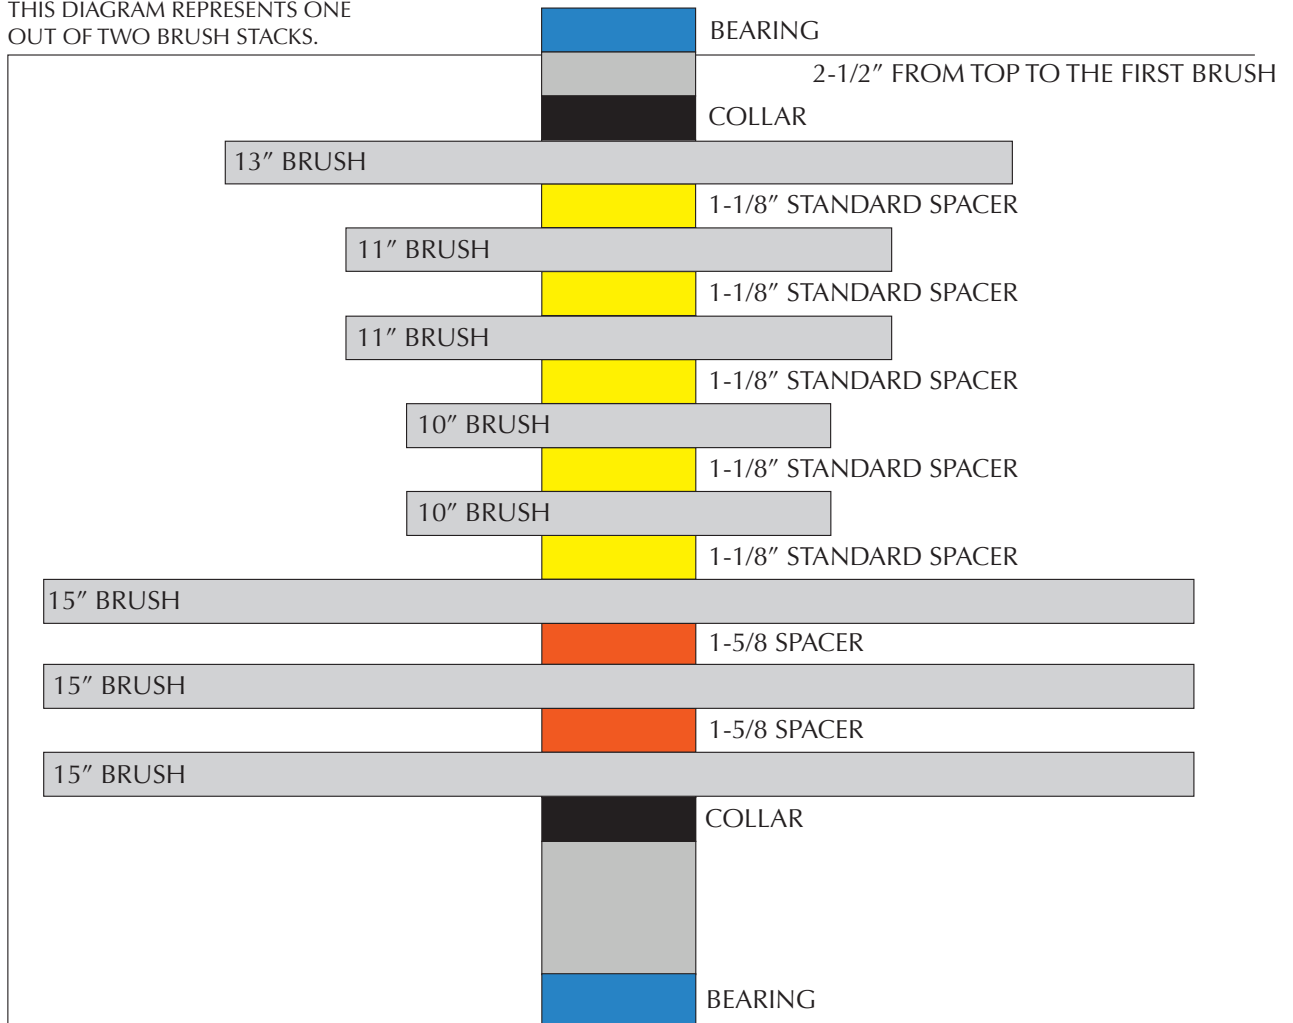 THIS DIAGRAM REPRESENTS ONE
OUT OF TWO BRUSH STACKS.
BEARING
2-1/2” FROM TOP TO THE FIRST BRUSH
COLLAR
13” BRUSH
1-1/8” STANDARD SPACER
11” BRUSH
1-1/8” STANDARD SPACER
11” BRUSH
1-1/8” STANDARD SPACER
10” BRUSH
1-1/8” STANDARD SPACER
10” BRUSH
1-1/8” STANDARD SPACER
15” BRUSH
1-5/8 SPACER
15” BRUSH
1-5/8 SPACER
15” BRUSH
COLLAR
BEARING